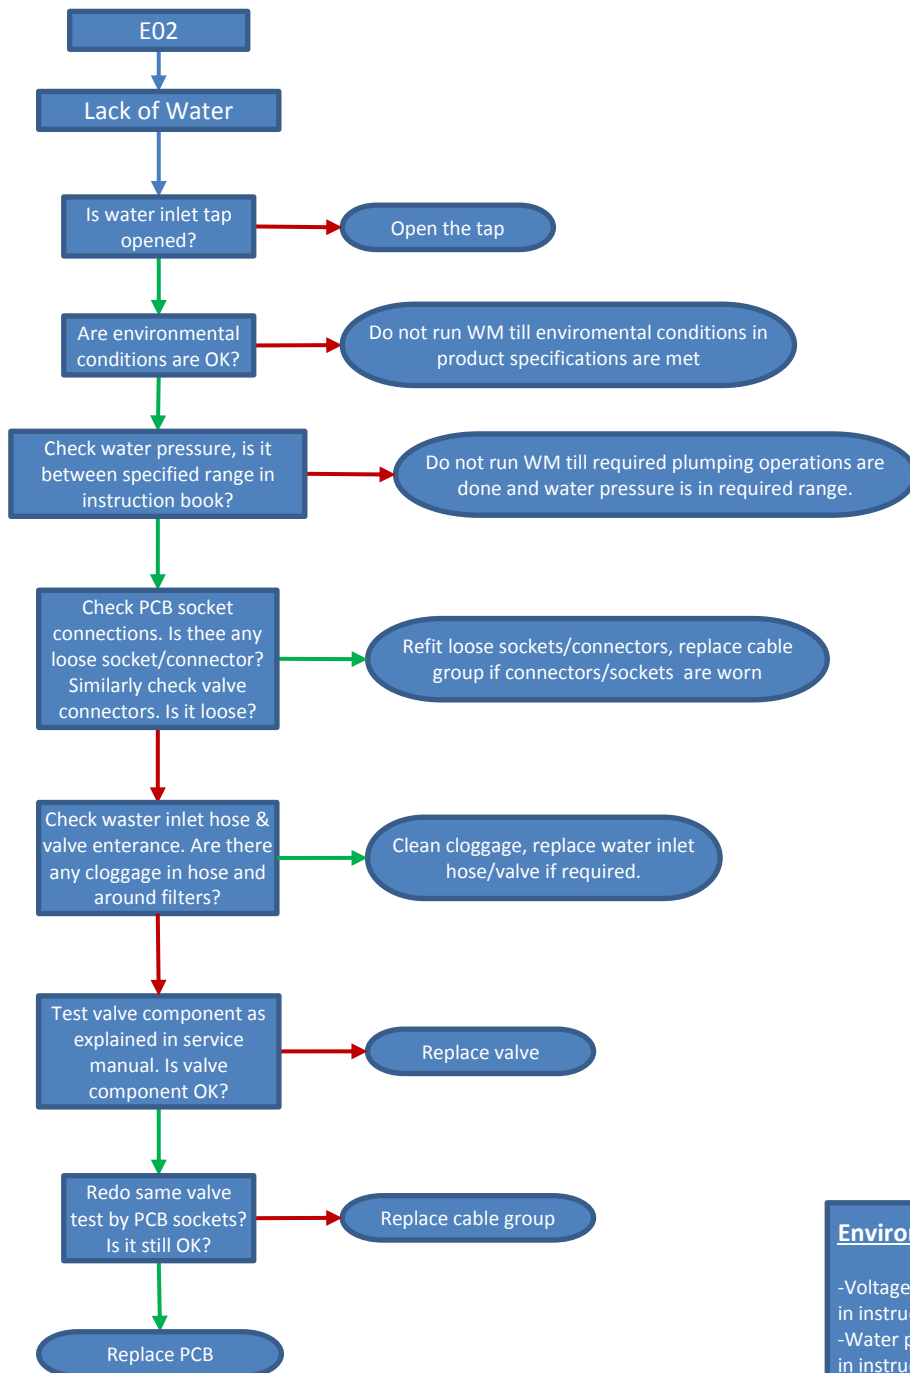 E02
Lack of Water
Is water inlet tap
opened?
Open the tap
Are environmental
conditions are OK?
Do not run WM till enviromental conditions in
product specifications are met
Check water pressure, is it
between specified range in
instruction book?
Do not run WM till required plumping operations are
done and water pressure is in required range.
Check PCB socket
connections. Is thee any
loose socket/connector?
Similarly check valve
connectors. Is it loose?
Refit loose sockets/connectors, replace cable
group if connectors/sockets are worn
Check waster inlet hose &
valve enterance. Are there
any cloggage in hose and
around filters?
Clean cloggage, replace water inlet
hose/valve if required.
Test valve component as
explained in service
manual. Is valve
component OK?
Replace valve
Redo same valve
test by PCB sockets?
Is it still OK?
Replace cable group
Replace PCB
-Voltage
in
-Water
in